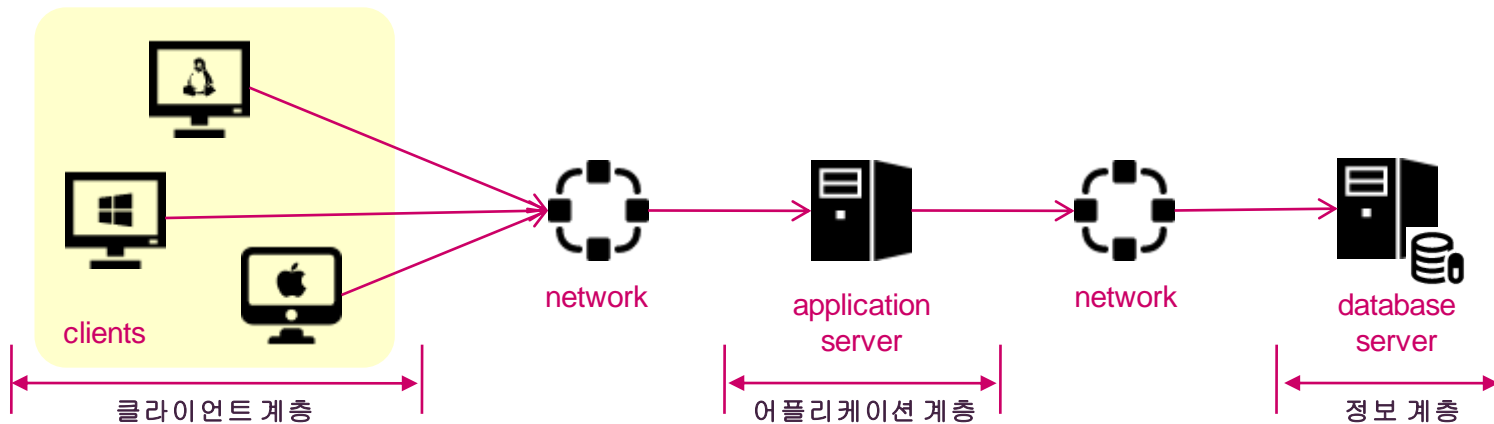 clients
network
application
server
network
database
server
클라이언트 계층
어플리케이션 계층
정보 계층